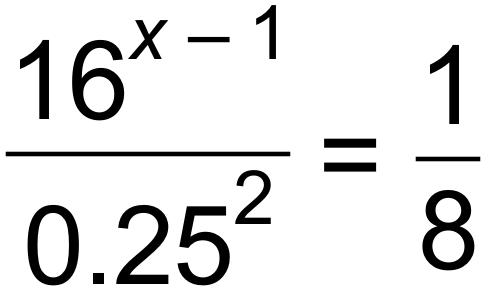 16^{x – 1} / 0.25^{2} = 1 / 8